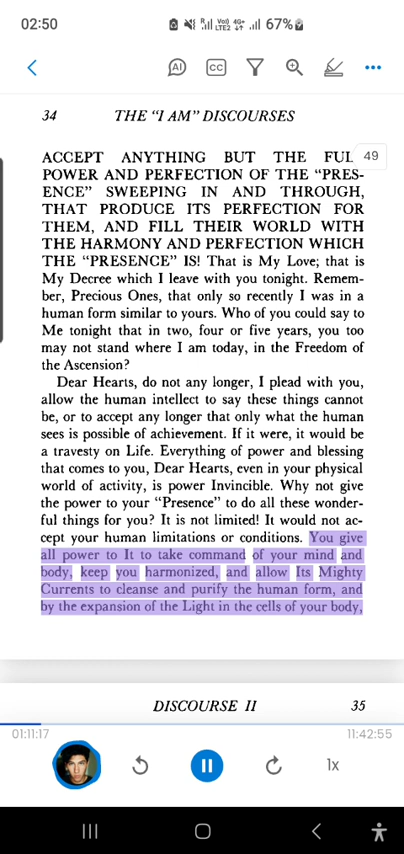 02:50
67%
AI
CC
34 THE “I AM” DISCOURSES
49
ACCEPT ANYTHING BUT THE FUL
POWER AND PERFECTION OF THE “PRES-
ENCE” SWEEPING IN AND THROUGH,
THAT PRODUCE ITS PERFECTION FOR
THEM, AND FILL THEIR WORLD WITH
THE HARMONY AND PERFECTION WHICH
THE “PRESENCE” IS! That is My Love; that is
My Decree which I leave with you tonight. Remem-
ber, Precious Ones, that only so recently I was in a
human form similar to yours. Who of you could say to
Me tonight that in two, four or five years, you too
may not stand where I am today, in the Freedom of
the Ascension?
Dear Hearts, do not any longer, I plead with you,
allow the human intellect to say these things cannot
be, or to accept any longer that only what the human
sees is possible of achievement. If it were, it would be
a travesty on Life. Everything of power and blessing
that comes to you, Dear Hearts, even in your physical
world of activity, is power Invincible. Why not give
the power to your “Presence” to do all these wonder-
ful things for you? It is not limited! It would not ac-
cept your human limitations or conditions. You give
all power to It to take command of your mind and
body, keep you harmonized, and allow Its Mighty
Currents to cleanse and purify the human form, and
by the expansion of the Light in the cells of your body,
DISCOURSE II 35
01:11:17 11:42:55
1x